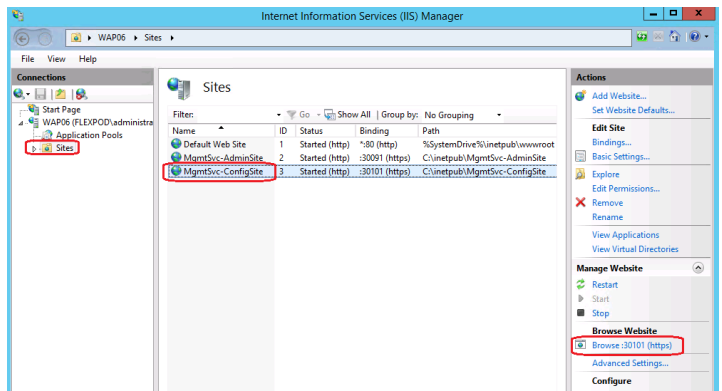 Internet Information Services (IIS) Manager
WAP06 Sites
File View Help
Connections
Start Page
WAP06 (FLEXPOD\administra
Application Pools
Sites
Sites
Filter: Go Show All Group by: No Grouping
Name ID Status Binding Path
Default Web Site 1 Started (http) *:80 (http) %SystemDrive%\inetpub\wwwroot
MgmtSvc-AdminSite 2 Started (http) :30091 (https) C:\inetpub\MgmtSvc-AdminSite
MgmtSvc-ConfigSite 3 Started (http) :30101 (https) C:\inetpub\MgmtSvc-ConfigSite
Actions
Add Website...
Set Website Defaults...
Edit Site
Bindings...
Basic Settings...
Explore
Edit Permissions...
Remove
Rename
View Applications
View Virtual Directories
Manage Website
Restart
Start
Stop
Browse Website
Browse :30101 (https)
Advanced Settings...
Configure